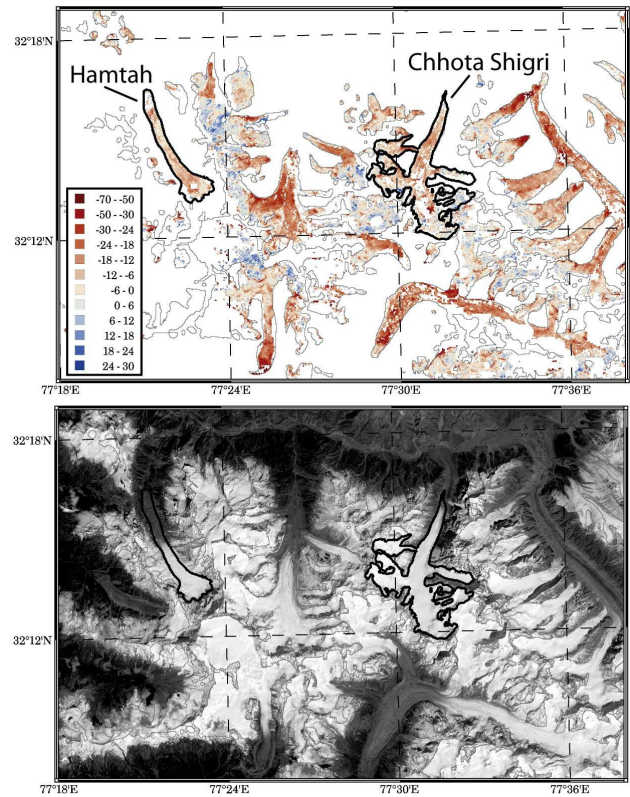 32°18'N
Hamtah
Chhota Shigri
-70 - -50
-50 - -30
-30 - -24
-24 - -18
-18 - -12
-12 - -6
-6 - 0
0 - 6
6 - 12
12 - 18
18 - 24
24 - 30
32°12'N
77°18'E 77°24'E 77°30'E 77°36'E
32°18'N
32°12'N
77°18'E 77°24'E 77°30'E 77°36'E